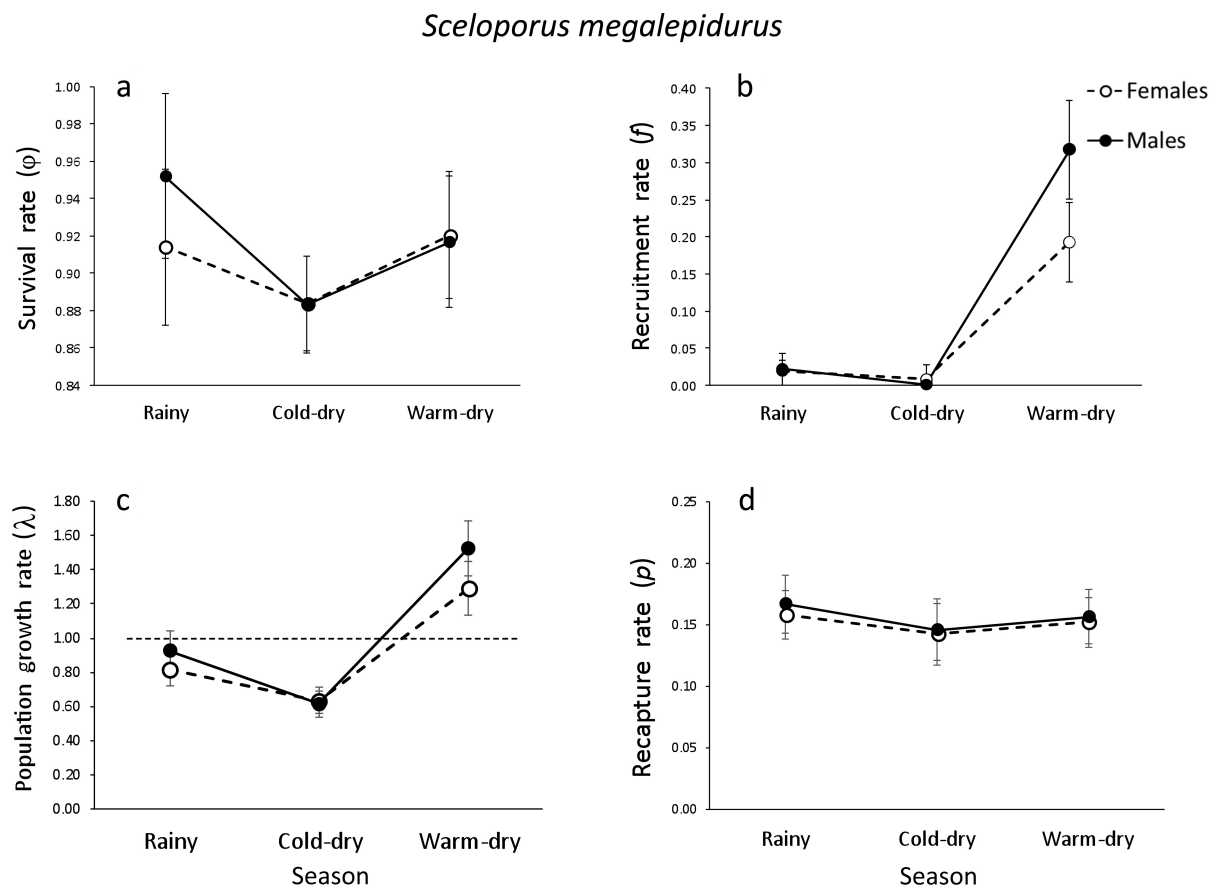 Sceloporus megalepidurus
a
Survival rate (φ)
1.00
0.98
0.96
0.94
0.92
0.90
0.88
0.86
0.84
Rainy Cold-dry Warm-dry
b
Females
Males
Recruitment rate (f)
0.40
0.35
0.30
0.25
0.20
0.15
0.10
0.05
0.00
Rainy Cold-dry Warm-dry
c
Population growth rate (λ)
1.80
1.60
1.40
1.20
1.00
0.80
0.60
0.40
0.20
0.00
Rainy Cold-dry Warm-dry
Season
d
Recapture rate (p)
0.25
0.20
0.15
0.10
0.05
0.00
Rainy Cold-dry Warm-dry
Season